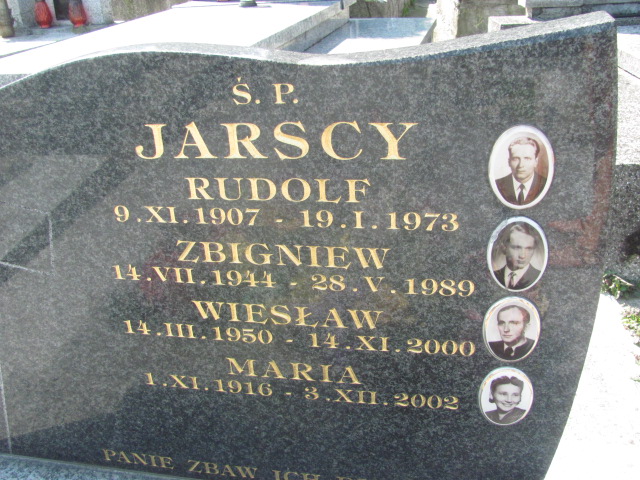 Ś. P.
JARSCY
RUDOLF
9.XI.1907 - 19.I.1973
ZBIGNIEW
14.VII.1944 - 28.V.1989
WIESŁAW
14.III.1950 - 14.XI.2000
MARIA
1.XI.1916 - 3.XII.2002
PANIE ZBAW ICH